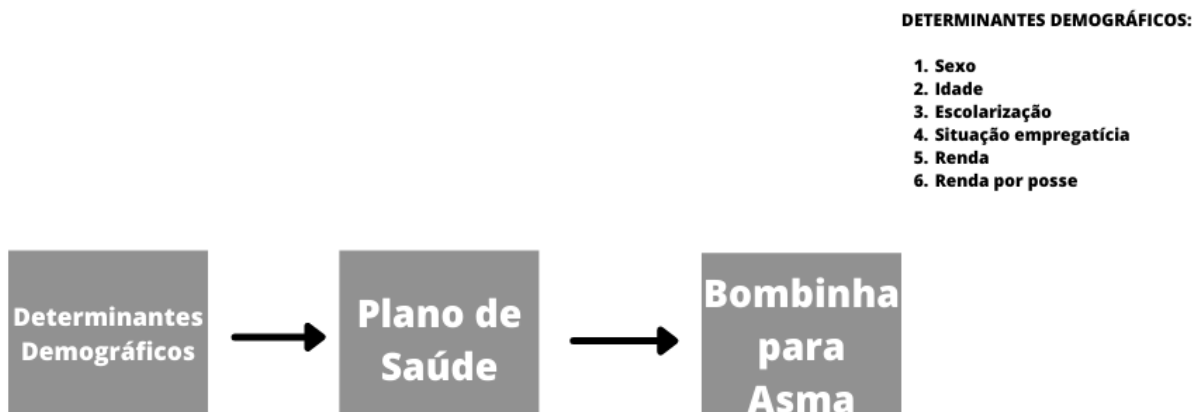 DETERMINANTES DEMOGRÁFICOS:
1. Sexo
2. Idade
3. Escolarização
4. Situação empregatícia
5. Renda
6. Renda por posse
Determinantes
Demográficos
Plano de
Saúde
Bombinha
para
Asma